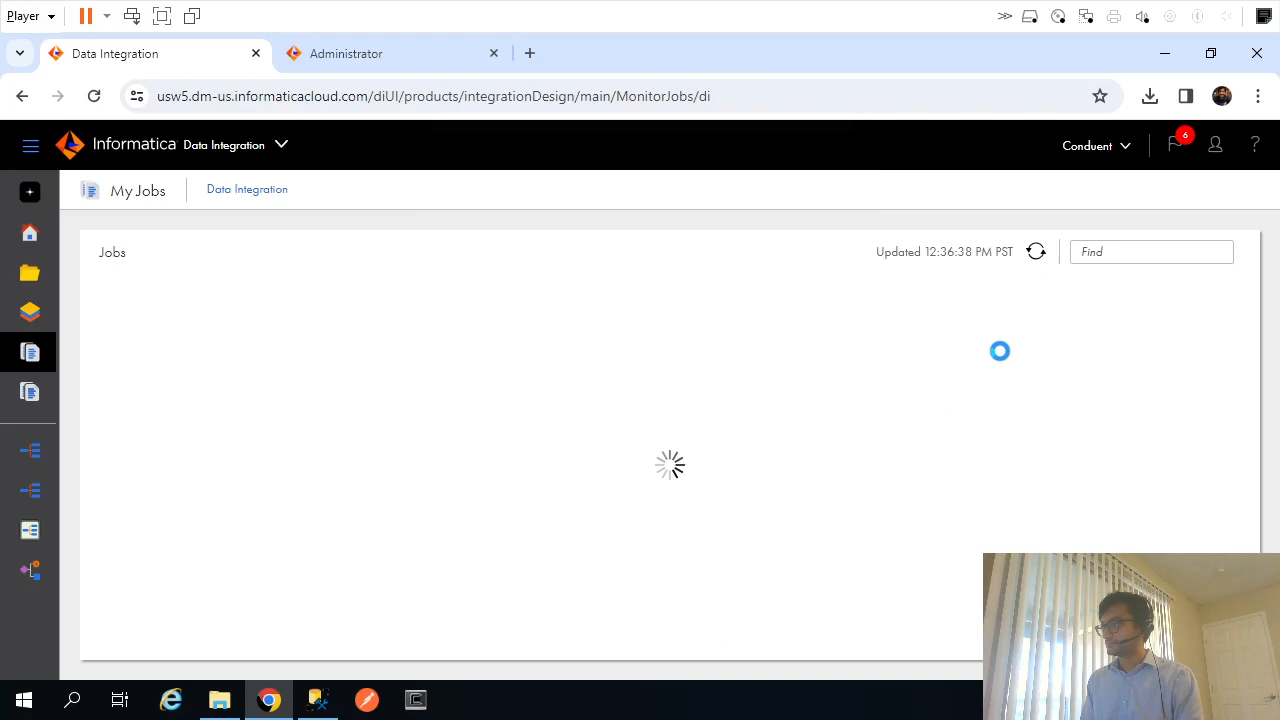 Player
Data Integration
Administrator
usw5.dm-us.informaticacloud.com/diUI/products/integrationDesign/main/MonitorJobs/di
Informatica Data Integration
Conduent
6
?
My Jobs
Data Integration
Jobs
Updated 12:36:38 PM PST
Find